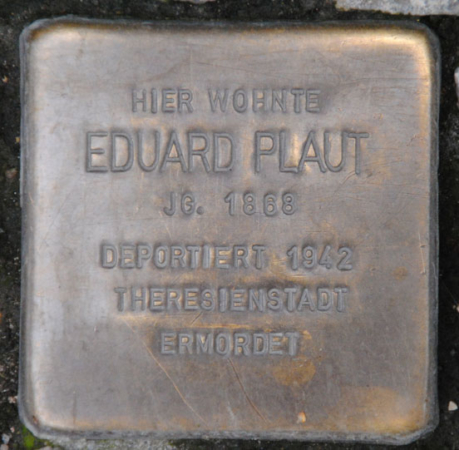 HIER WOHNTE
EDUARD PLAUT
JG. 1868
DEPORTIERT 1942
THERESIENSTADT
ERMORDET